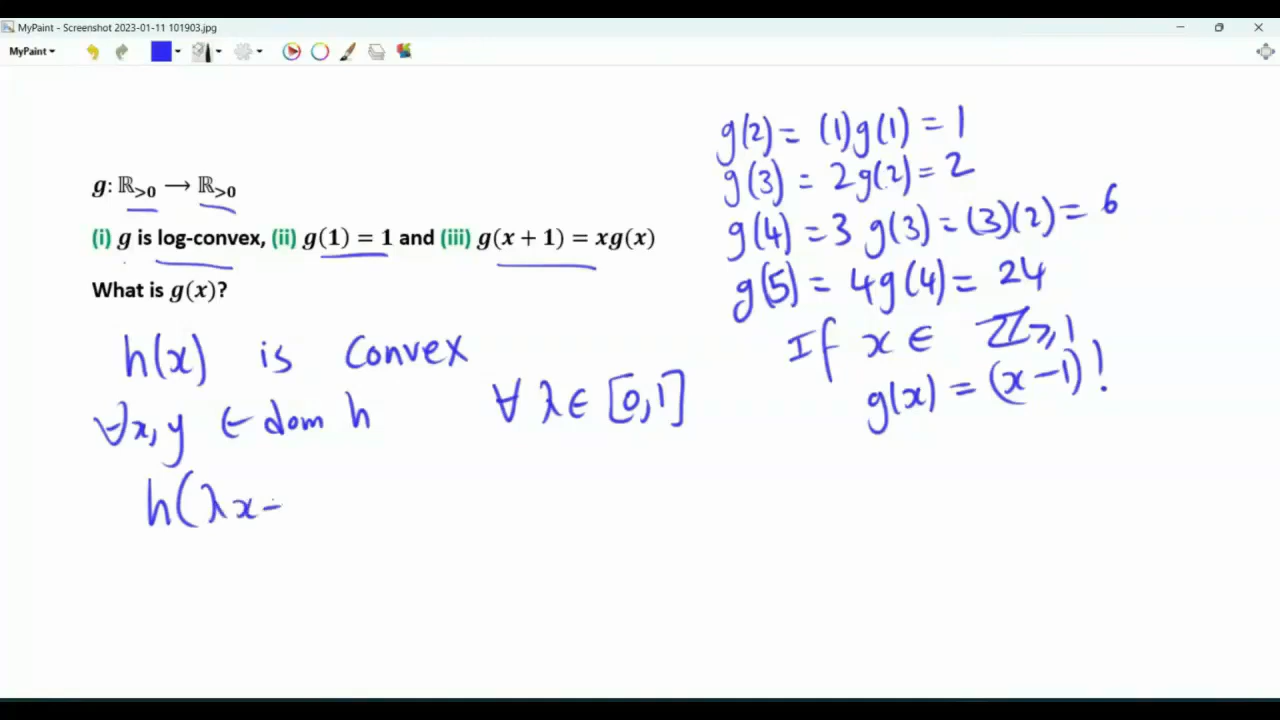 MyPaint - Screenshot 2023-01-11 101903.jpg
MyPaint
g: ℝ>0 → ℝ>0
(i) g is log-convex, (ii) g(1) = 1 and (iii) g(x + 1) = xg(x)
What is g(x)?
h(x) is convex
∀x, y ∈ dom h ∀ λ ∈ [0,1]
h(λx -
g(2) = (1)g(1) = 1
g(3) = 2g(2) = 2
g(4) = 3 g(3) = (3)(2) = 6
g(5) = 4g(4) = 24
If x ∈ ℤ≥1
g(x) = (x-1)!